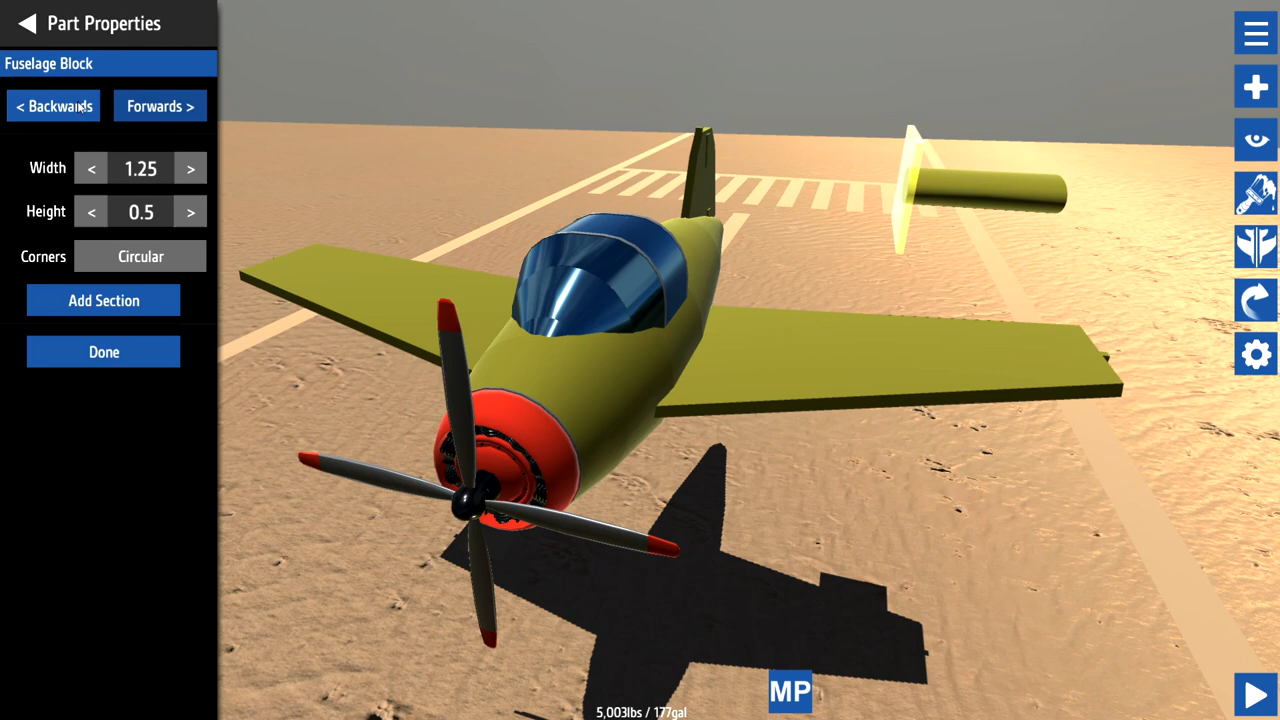 Part Properties
Fuselage Block
< Backwards
Forwards >
Width < 1.25 >
Height < 0.5 >
Corners Circular
Add Section
Done
MP
5,003lbs / 177gal